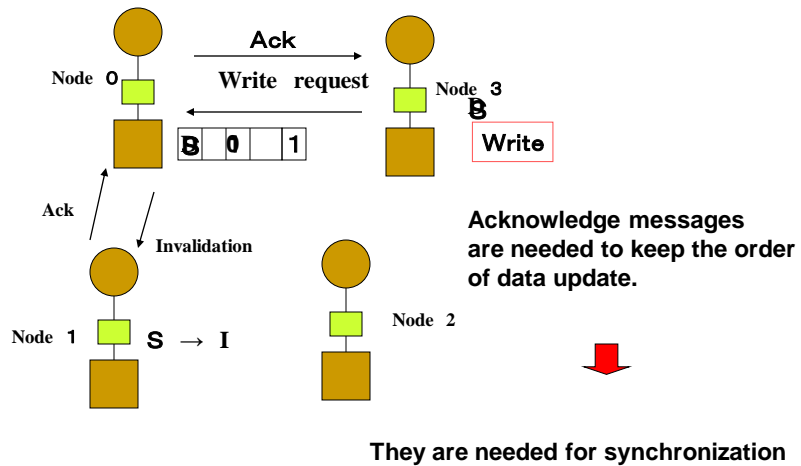 Ack
Node 0
Write request
Node 3
Write
1
Ack
Invalidation
Acknowledge messages
are needed to keep the order
of data update.
Node 1 S → I
Node 2
They are needed for synchronization